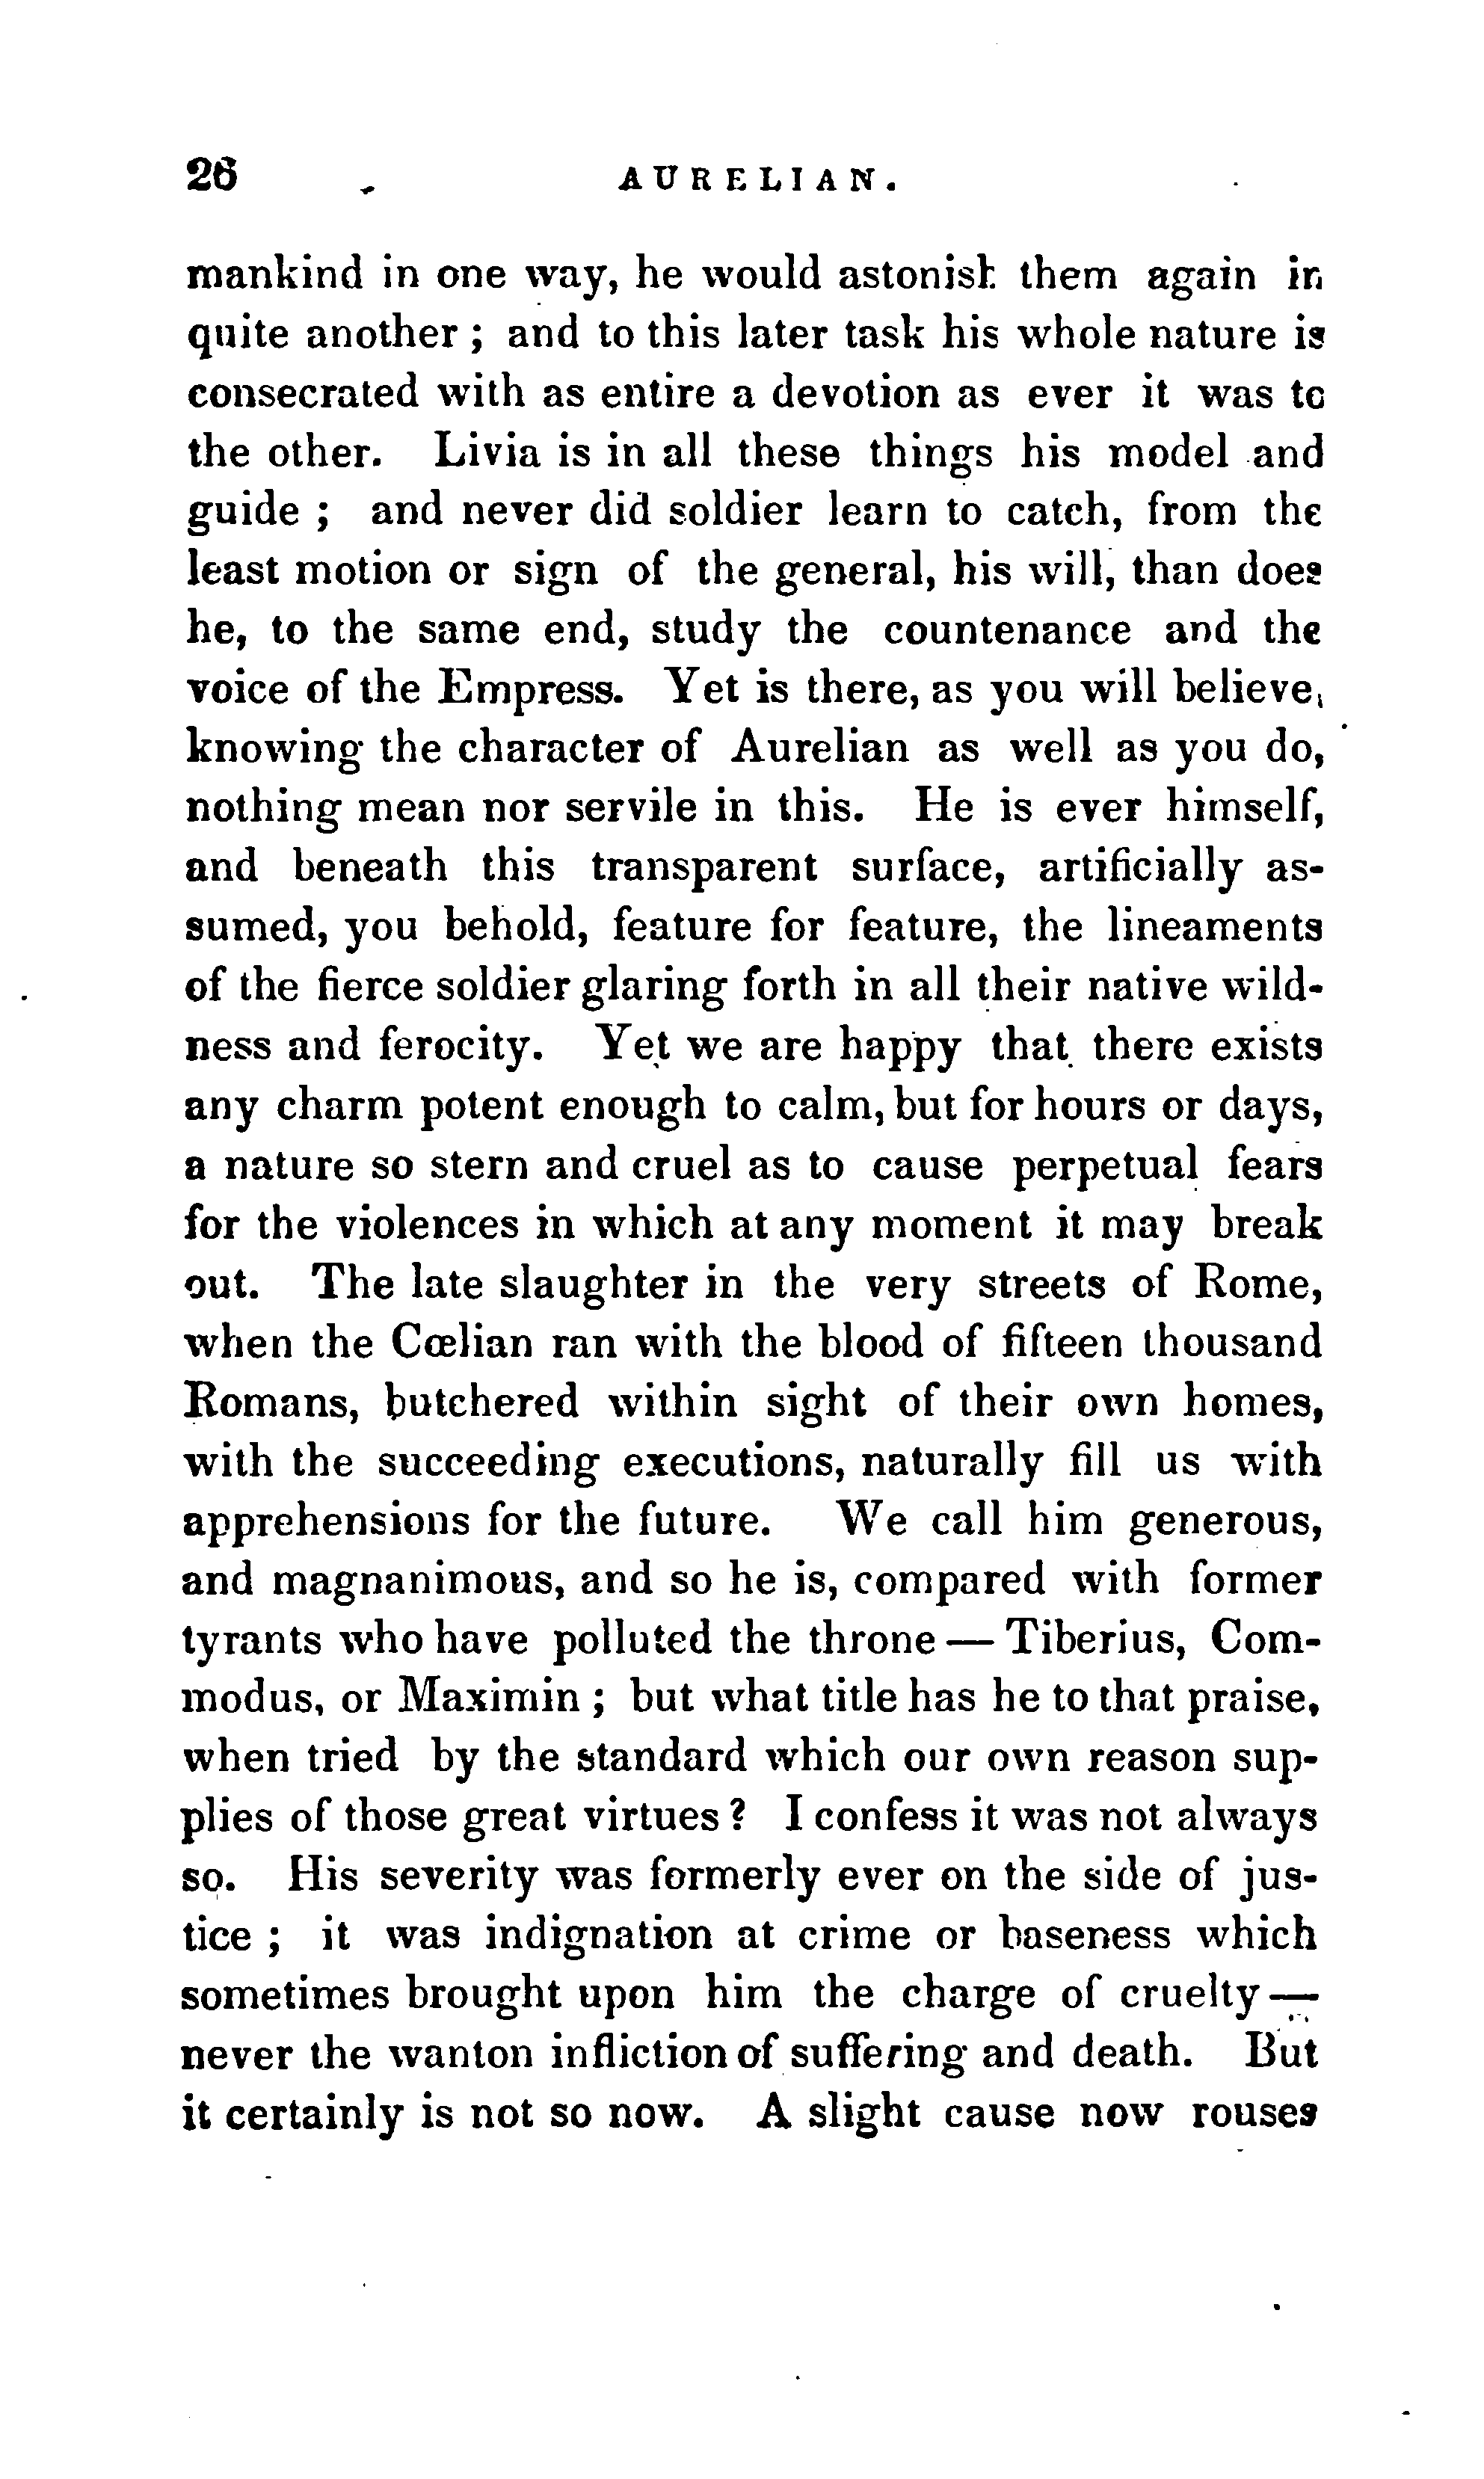 26 AURELIAN.
mankind in one way, he would astonish them again in
quite another ; and to this later task his whole nature is
consecrated with as entire a devotion as ever it was to
the other. Livia is in all these things his model and
guide ; and never did soldier learn to catch, from the
least motion or sign of the general, his will, than does
he, to the same end, study the countenance and the
voice of the Empress. Yet is there, as you will believe,
knowing the character of Aurelian as well as you do,
nothing mean nor servile in this. He is ever himself,
and beneath this transparent surface, artificially as-
sumed, you behold, feature for feature, the lineaments
of the fierce soldier glaring forth in all their native wild-
ness and ferocity. Yet we are happy that there exists
any charm potent enough to calm, but for hours or days,
a nature so stern and cruel as to cause perpetual fears
for the violences in which at any moment it may break
out. The late slaughter in the very streets of Rome,
when the Cœlian ran with the blood of fifteen thousand
Romans, butchered within sight of their own homes,
with the succeeding executions, naturally fill us with
apprehensions for the future. We call him generous,
and magnanimous, and so he is, compared with former
tyrants who have polluted the throne — Tiberius, Com-
modus, or Maximin ; but what title has he to that praise,
when tried by the standard which our own reason sup-
plies of those great virtues ? I confess it was not always
so. His severity was formerly ever on the side of jus-
tice ; it was indignation at crime or baseness which
sometimes brought upon him the charge of cruelty —
never the wanton infliction of suffering and death. But
it certainly is not so now. A slight cause now rouses